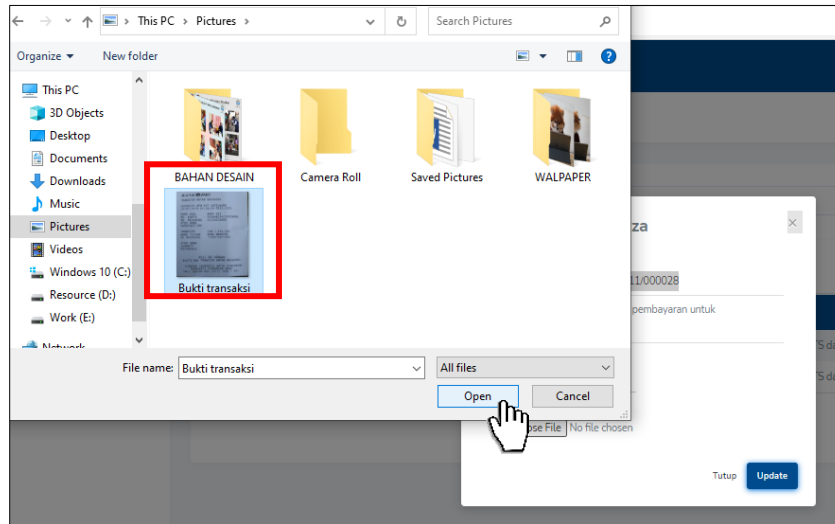 This PC > Pictures >
Search Pictures
Organize
New folder
This PC
3D Objects
Desktop
Documents
Downloads
Music
Pictures
Videos
Windows 10 (C:)
Resource (D:)
Work (E:)
Network
BAHAN DESAIN
Camera Roll
Saved Pictures
WALPAPER
Bukti transaksi
File name:
Bukti transaksi
All files
Open
Cancel
za
11/000028
pembayaran untuk
File
No file chosen
Tutup
Update